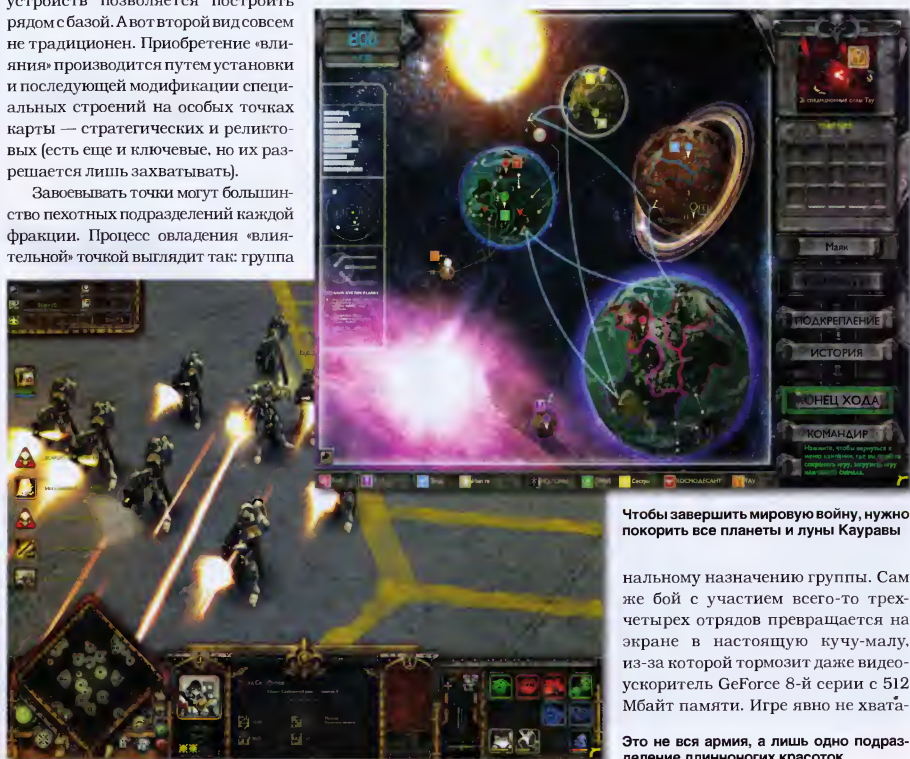 устройств позволяется построить
рядом с базой. А вот второй вид совсем
не традиционен. Приобретение «вли-
яния» производится путем установки
и последующей модификации специ-
альных строений на особых точках
карты — стратегических и реликто-
вых (есть еще и ключевые, но их раз-
решается лишь захватывать).
Завоевывать точки могут большин-
ство пехотных подразделений каждой
фракции. Процесс овладения «влия-
тельной» точкой выглядит так: группа
800
Маяк
ПОДКРЕПЛЕНИЕ
ИСТОРИЯ
КОНЕЦ ХОДА
КОМАНДИР
Нажмите, чтобы вернуться в
КОСМОДЕСАНТ
Чтобы завершить мировую войну, нужно
покорить все планеты и луны Кауравы
нальному назначению группы. Сам
же бой с участием всего-то трех-
четырех отрядов превращается на
экране в настоящую кучу-малу,
из-за которой тормозит даже видео-
ускоритель GeForce 8-й серии с 512
Мбайт памяти. Игре явно не хвата-
Это не вся армия, а лишь одно подраз-
деление длинноногих красоток